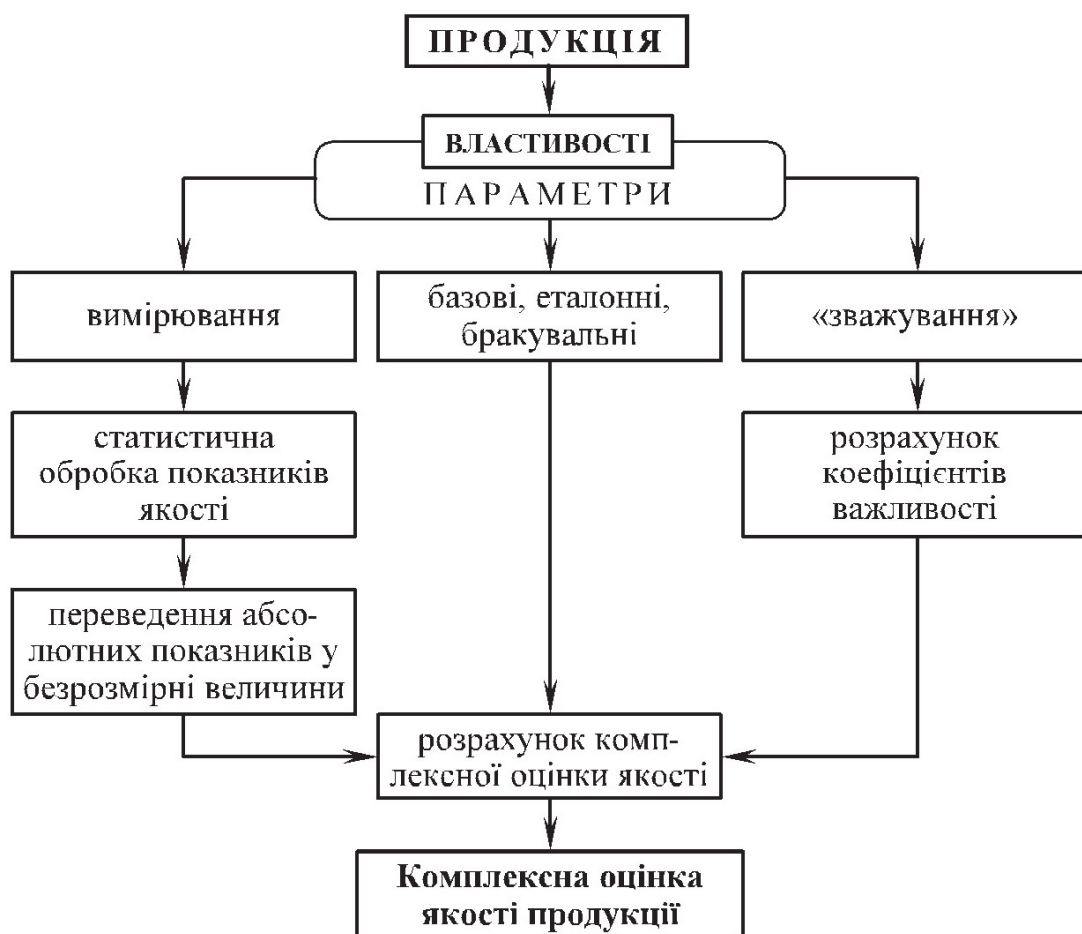 ПРОДУКЦІЯ
ВЛАСТИВОСТІ
ПАРАМЕТРИ
вимірювання
базові, еталонні,
бракувальні
«зважування»
статистична
обробка показників
якості
розрахунок
коефіцієнтів
важливості
переведення абсо-
лютних показників у
безрозмірні величини
розрахунок комп-
лексної оцінки якості
Комплексна оцінка
якості продукції